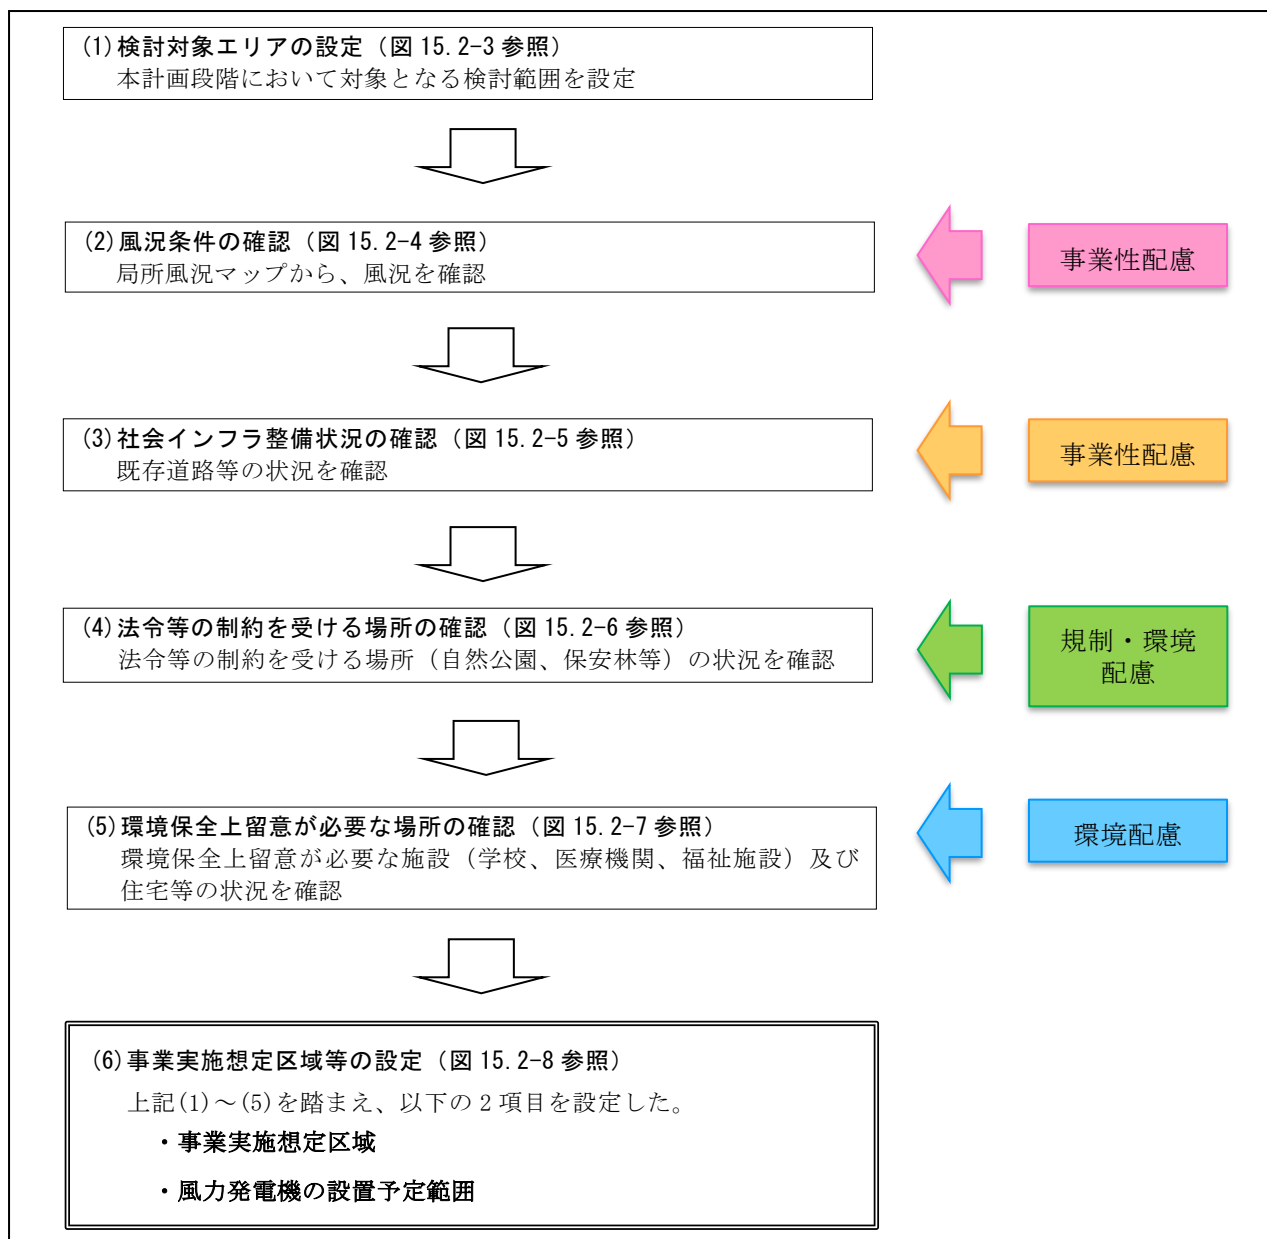 (1)検討対象エリアの設定（図 15.2-3 参照）
本計画段階において対象となる検討範囲を設定
(2)風況条件の確認（図 15.2-4 参照）
局所風況マップから、風況を確認
事業性配慮
(3)社会インフラ整備状況の確認（図 15.2-5 参照）
既存道路等の状況を確認
事業性配慮
(4)法令等の制約を受ける場所の確認（図 15.2-6 参照）
法令等の制約を受ける場所（自然公園、保安林等）の状況を確認
規制・環境
配慮
(5)環境保全上留意が必要な場所の確認（図 15.2-7 参照）
環境保全上留意が必要な施設（学校、医療機関、福祉施設）及び
住宅等の状況を確認
環境配慮
(6)事業実施想定区域等の設定（図 15.2-8 参照）
上記(1)～(5)を踏まえ、以下の 2 項目を設定した。
・事業実施想定区域
・風力発電機の設置予定範囲